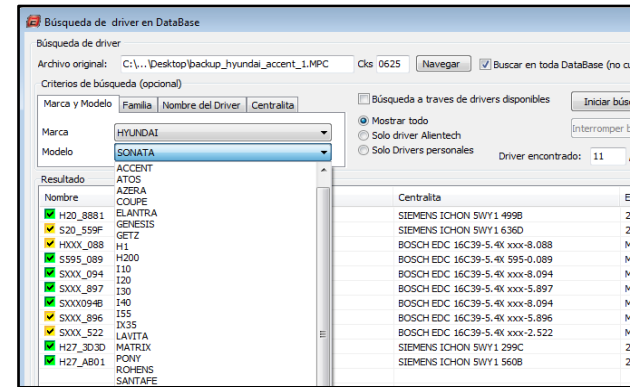 Búsqueda de driver en DataBase
Búsqueda de driver
Archivo original: C:\...\Desktop\backup_hyundai_accent_1.MPC Cks 0625 Navegar Buscar en toda DataBase (no cu
Criterios de búsqueda (opcional)
Marca y Modelo Familia Nombre del Driver Centralita
Búsqueda a traves de drivers disponibles Iniciar bús
Marca HYUNDAI
Mostrar todo Interromper b
Solo driver Alientech
Modelo SONATA
Solo Drivers personales Driver encontrado: 11
Resultado
ACCENT
ATOS
AZERA
COUPE
ELANTRA
GENESIS
GETZ
H1
H200
I10
I20
I30
I40
I55
IX35
LAVITA
MATRIX
PONY
ROHENS
SANTAFE
Nombre Centralita E
H20_8881 SIEMENS ICHON 5WY1 499B 2
S20_559F SIEMENS ICHON 5WY1 636D 2
HXXX_088 BOSCH EDC 16C39-5.4X xxx-8.088 M
S595_089 BOSCH EDC 16C39-5.4X 595-0.089 M
SXXX_094 BOSCH EDC 16C39-5.4X xxx-8.094 M
SXXX_897 BOSCH EDC 16C39-5.4X xxx-5.897 M
SXXX094B BOSCH EDC 16C39-5.4X xxx-8.094 M
SXXX_896 BOSCH EDC 16C39-5.4X xxx-5.896 M
SXXX_522 BOSCH EDC 16C39-5.4X xxx-2.522 M
H27_3D3D SIEMENS ICHON 5WY1 299C 2
H27_AB01 SIEMENS ICHON 5WY1 560B 2